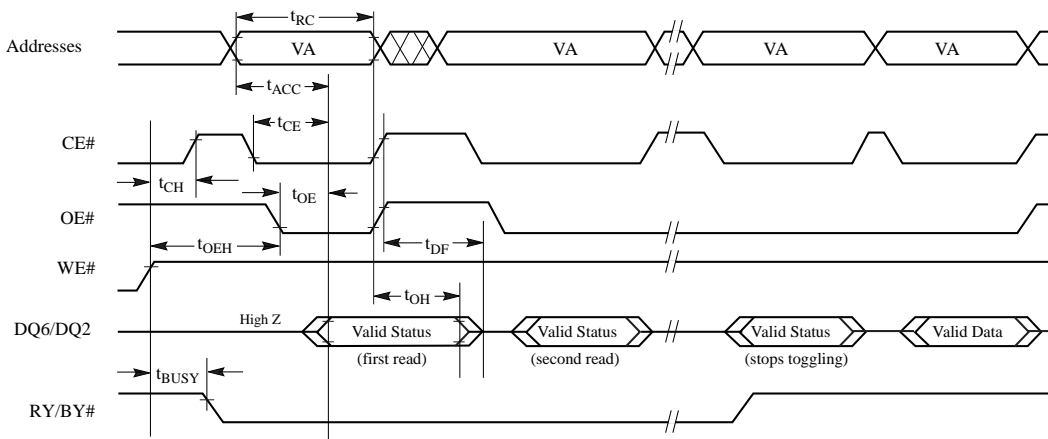 tRC
Addresses VA VA VA VA
tACC
tCE
CE#
tCH tOE
OE#
tOEH tDF
WE#
tOH
High Z
DQ6/DQ2 Valid Status Valid Status Valid Status Valid Data
(first read) (second read) (stops toggling)
tBUSY
RY/BY#